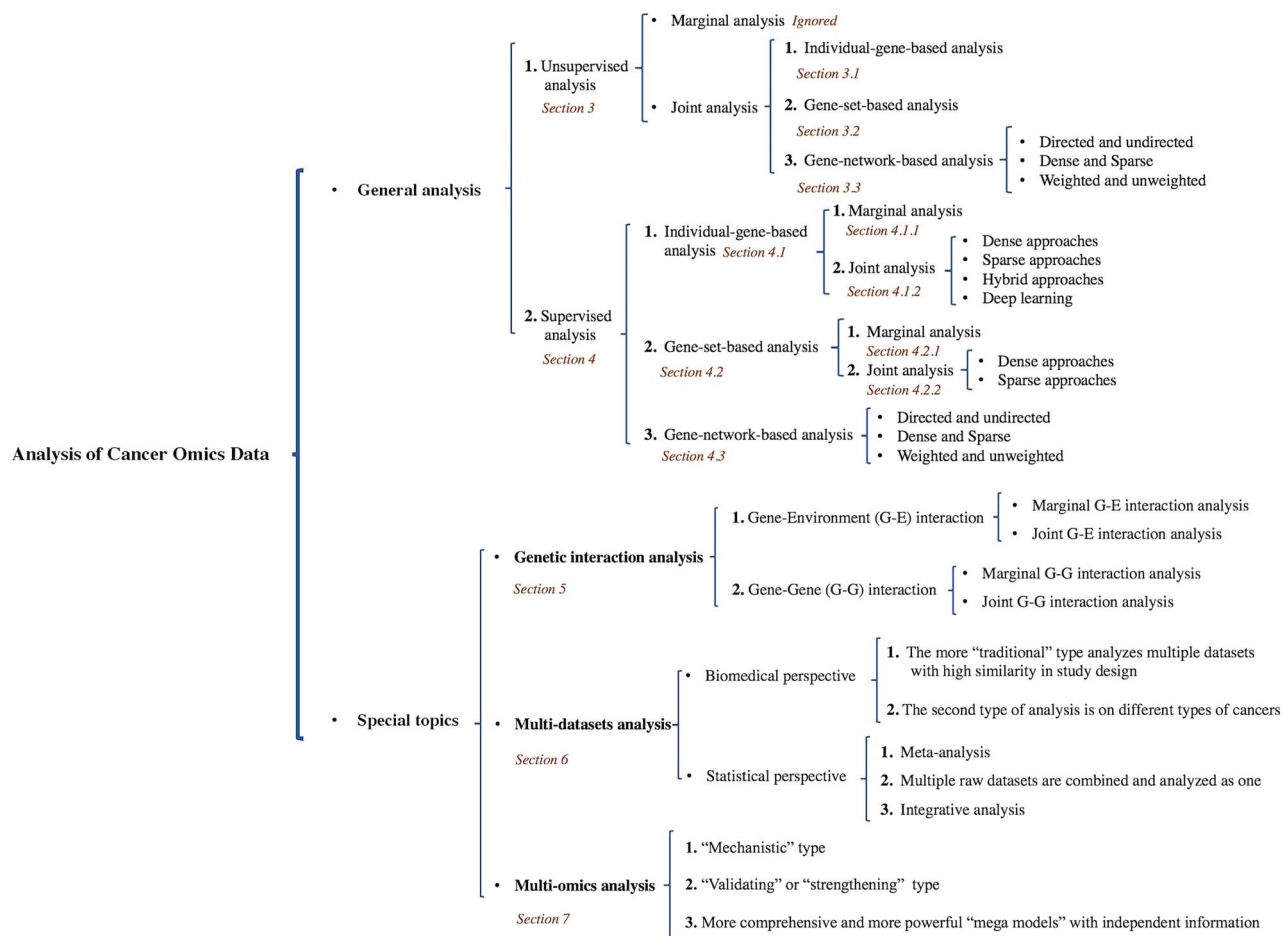 Analysis of Cancer Omics Data
• General analysis
1. Unsupervised
analysis
Section 3
• Marginal analysis Ignored
• Joint analysis
1. Individual-gene-based analysis
Section 3.1
2. Gene-set-based analysis
Section 3.2
3. Gene-network-based analysis
Section 3.3
• Directed and undirected
• Dense and Sparse
• Weighted and unweighted
2. Supervised
analysis
Section 4
1. Individual-gene-based
analysis Section 4.1
1. Marginal analysis
Section 4.1.1
2. Joint analysis
Section 4.1.2
• Dense approaches
• Sparse approaches
• Hybrid approaches
• Deep learning
2. Gene-set-based analysis
Section 4.2
1. Marginal analysis
Section 4.2.1
2. Joint analysis
Section 4.2.2
• Dense approaches
• Sparse approaches
3. Gene-network-based analysis
Section 4.3
• Directed and undirected
• Dense and Sparse
• Weighted and unweighted
• Special topics
• Genetic interaction analysis
Section 5
1. Gene-Environment (G-E) interaction
• Marginal G-E interaction analysis
• Joint G-E interaction analysis
2. Gene-Gene (G-G) interaction
• Marginal G-G interaction analysis
• Joint G-G interaction analysis
• Multi-datasets analysis
Section 6
• Biomedical perspective
1. The more “traditional” type analyzes multiple datasets
with high similarity in study design
2. The second type of analysis is on different types of cancers
• Statistical perspective
1. Meta-analysis
2. Multiple raw datasets are combined and analyzed as one
3. Integrative analysis
• Multi-omics analysis
Section 7
1. “Mechanistic” type
2. “Validating” or “strengthening” type
3. More comprehensive and more powerful “mega models” with independent information